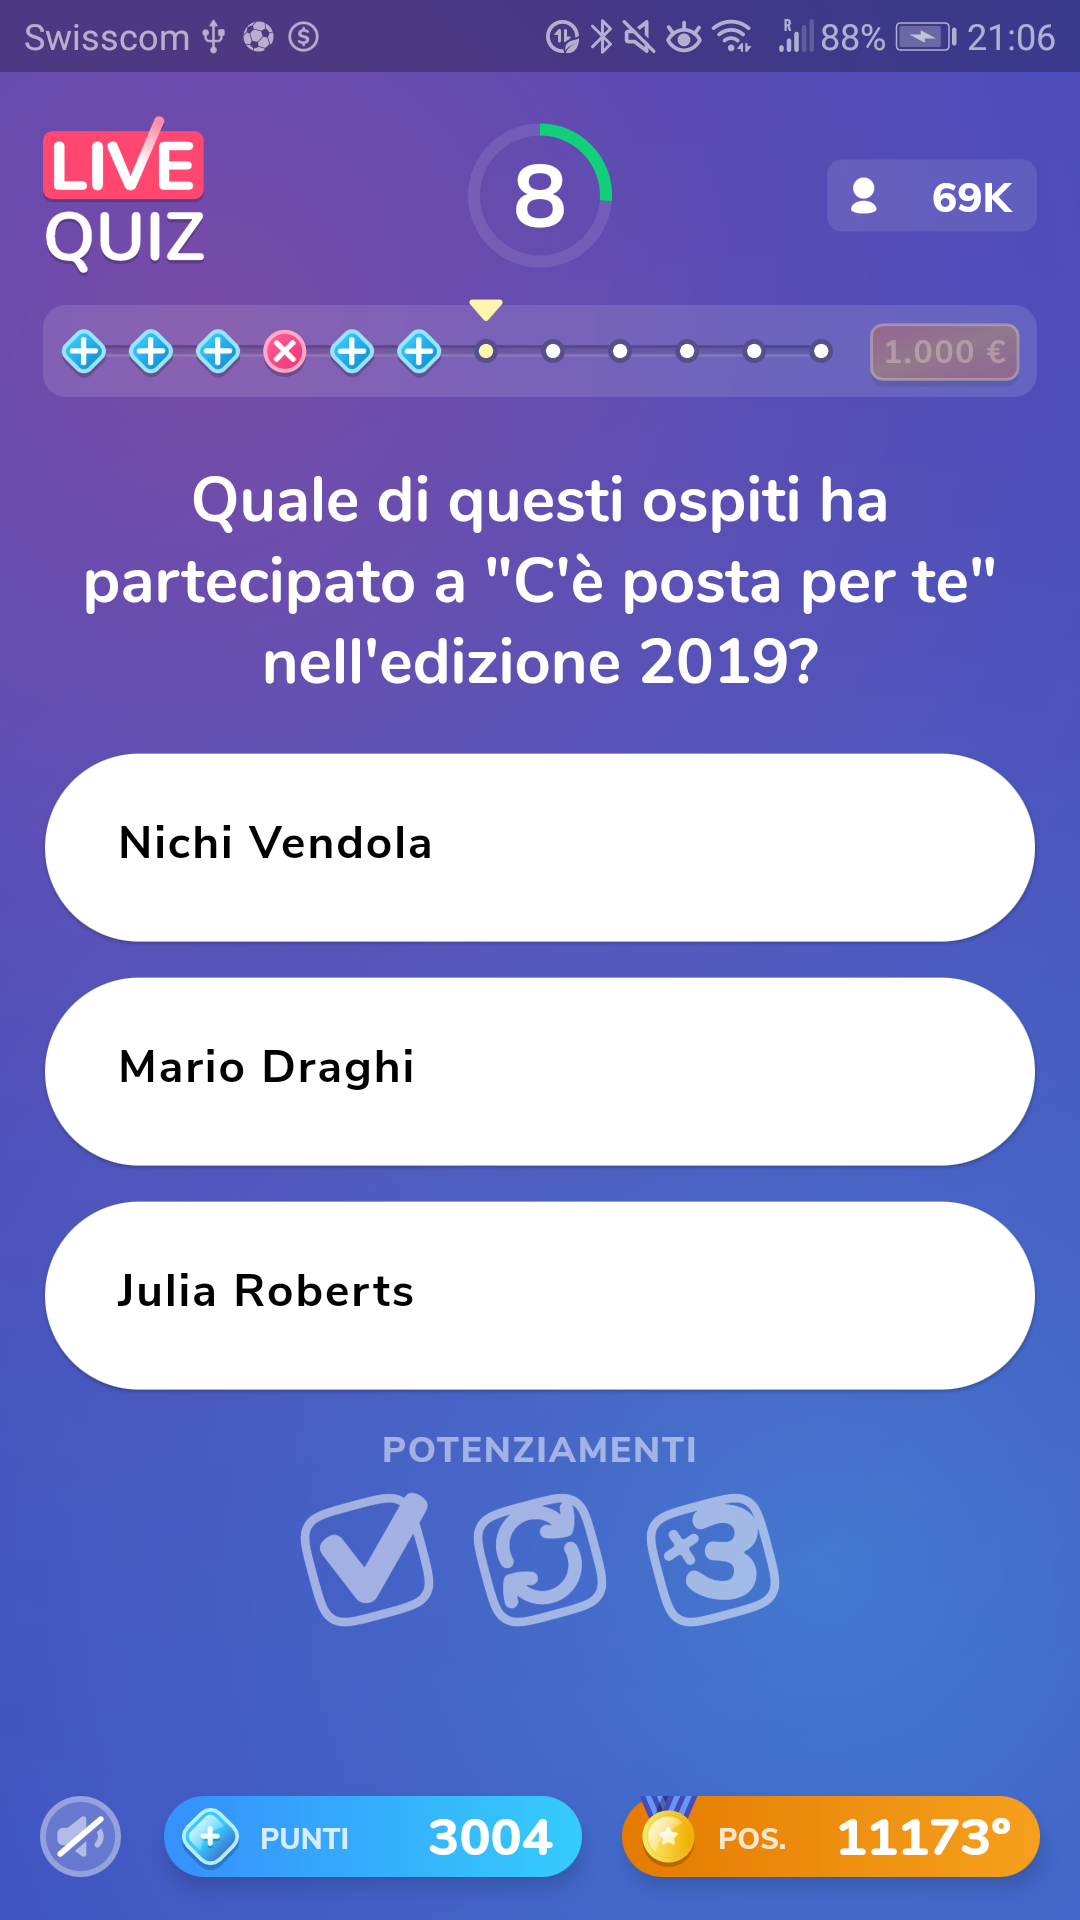 Swisscom R 88% 21:06
LIVE
QUIZ
8
69K
1.000 €
Quale di questi ospiti ha
partecipato a "C'è posta per te"
nell'edizione 2019?
Nichi Vendola
Mario Draghi
Julia Roberts
POTENZIAMENTI
×3
PUNTI 3004
POS. 11173°